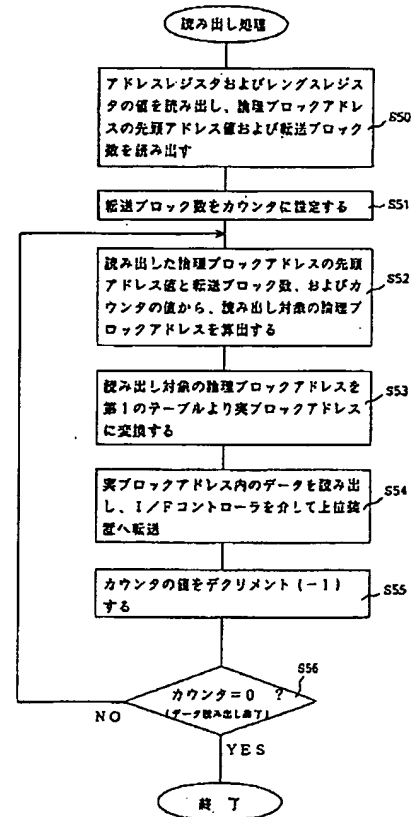 読み出し処理
アドレスレジスタおよびレングスレジス
タの値を読み出し、論理ブロックアドレ
スの先頭アドレス値および転送ブロック
数を読み出す
S50
転送ブロック数をカウンタに設定する
S51
読み出した論理ブロックアドレスの先頭
アドレス値と転送ブロック数、およびカ
ウンタの値から、読み出し対象の論理ブ
ロックアドレスを算出する
S52
読み出し対象の論理ブロックアドレスを
第1のテーブルより実ブロックアドレス
に変換する
S53
実ブロックアドレス内のデータを読み出
し、I/Fコントローラを介して上位装
置へ転送
S54
カウンタの値をデクリメント(-1)
する
S55
カウンタ=0 ?
(データ読み出し終了)
S56
NO
YES
終 了